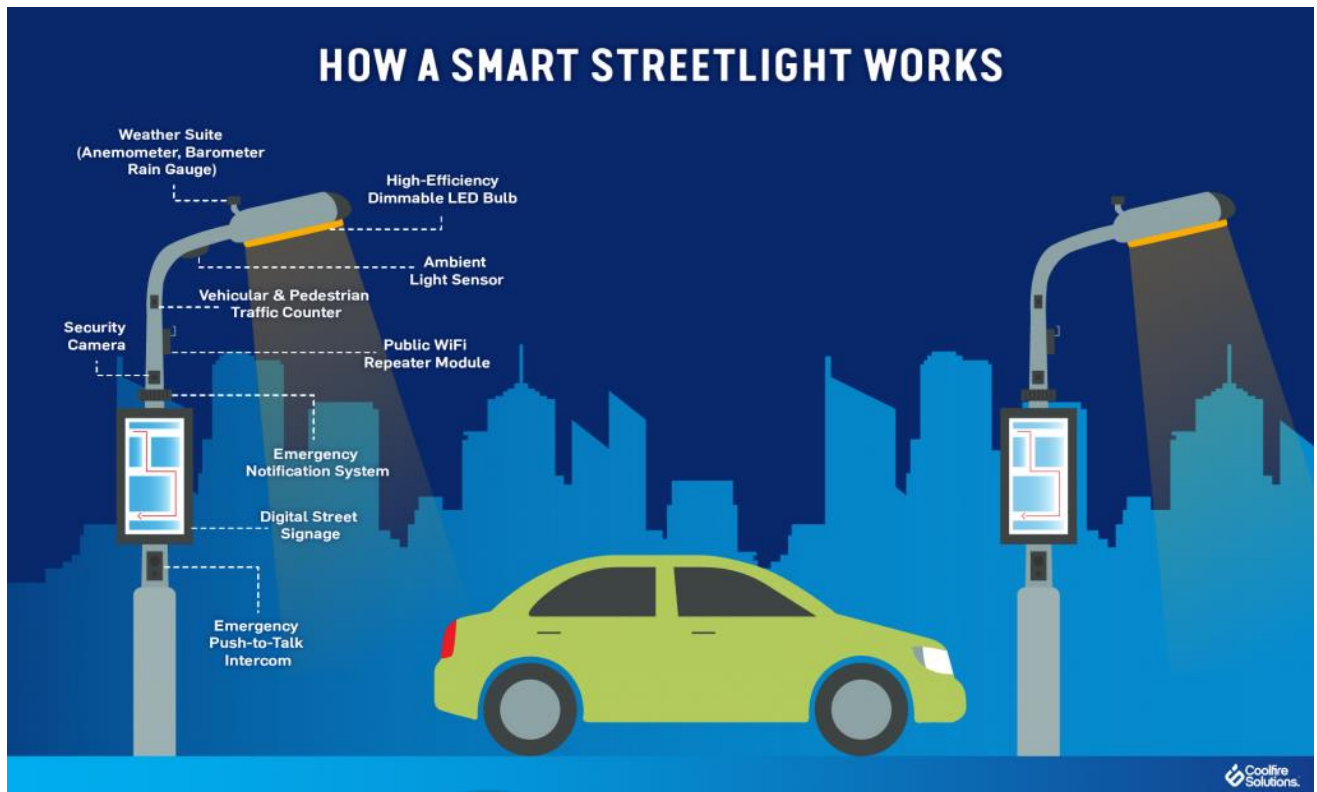 HOW A SMART STREETLIGHT WORKS
Weather Suite
(Anemometer, Barometer
Rain Gauge)
High-Efficiency
Dimmable LED Bulb
Ambient
Light Sensor
Vehicular & Pedestrian
Traffic Counter
Security
Camera
Public WiFi
Repeater Module
Emergency
Notification System
Digital Street
Signage
Emergency
Push-to-Talk
Intercom
Coolfire
Solutions.